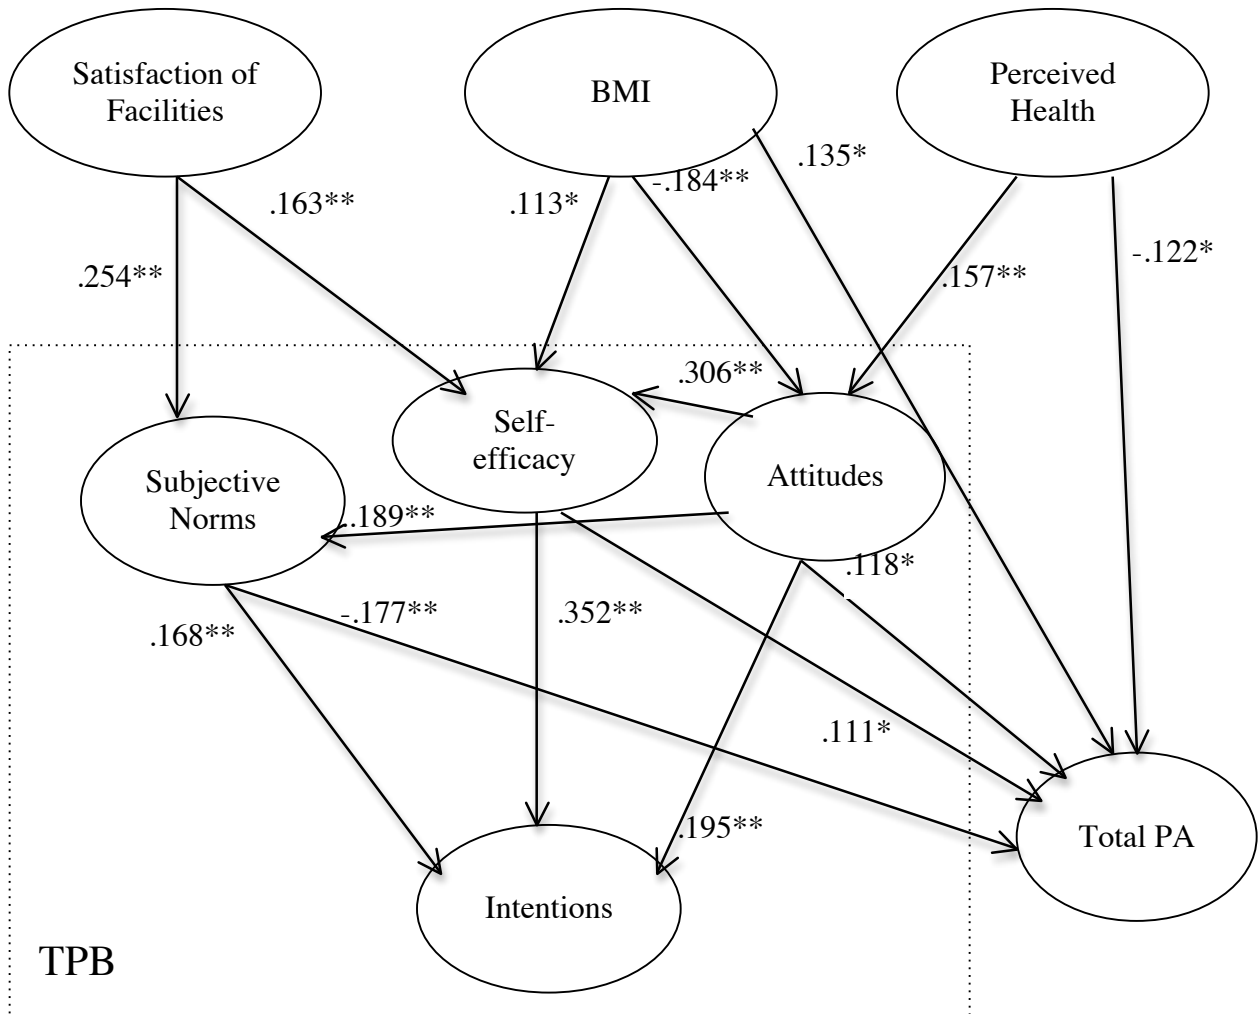 Satisfaction of
Facilities
BMI
Perceived
Health
.135*
-.184**
.163**
.113*
-.122*
.254**
.157**
.306**
Self-
efficacy
Attitudes
Subjective
Norms
.189**
.118*
-.177**
.352**
.168**
.111*
.195**
Total PA
Intentions
TPB